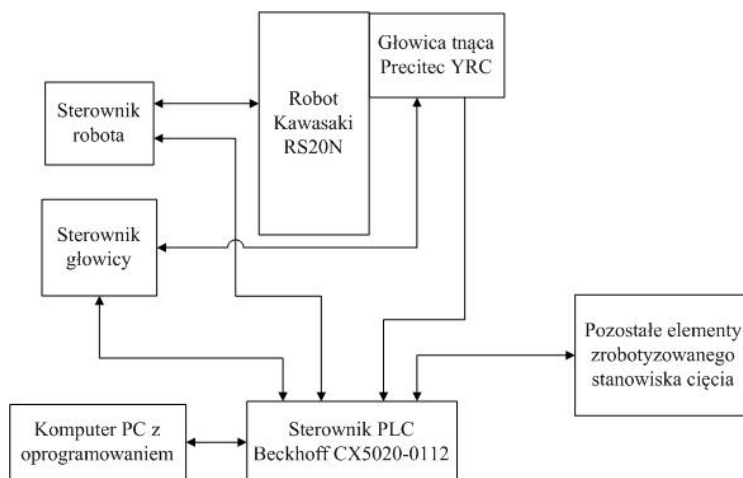 Głowica tnąca
Precitec YRC
Sterownik
robota
Robot
Kawasaki
RS20N
Sterownik
głowicy
Pozostałe elementy
zrobotyzowanego
stanowiska cięcia
Komputer PC z
oprogramowaniem
Sterownik PLC
Beckhoff CX5020-0112